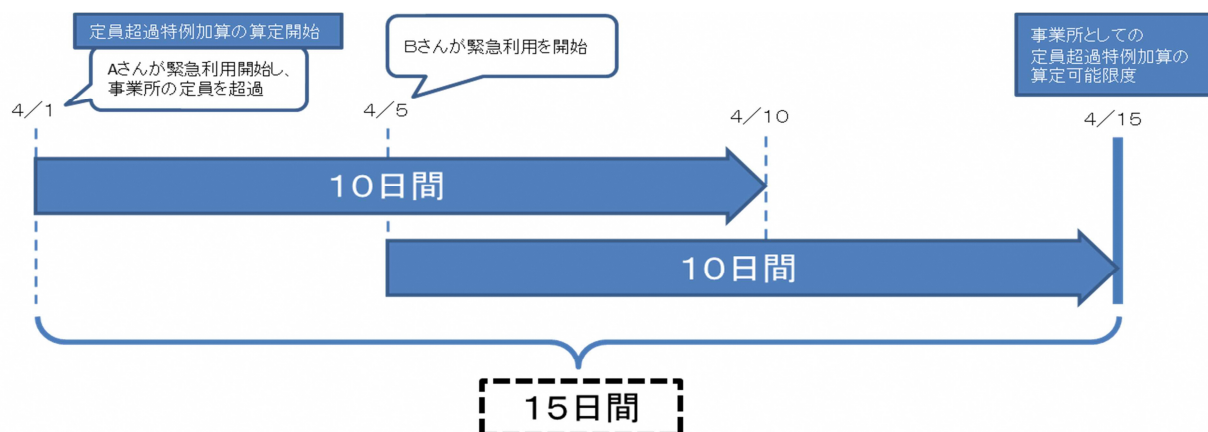 定員超過特例加算の算定開始
Aさんが緊急利用開始し、
事業所の定員を超過
Bさんが緊急利用を開始
事業所としての
定員超過特例加算の
算定可能限度
4／1
4／5
4／10
4／15
10日間
10日間
15日間